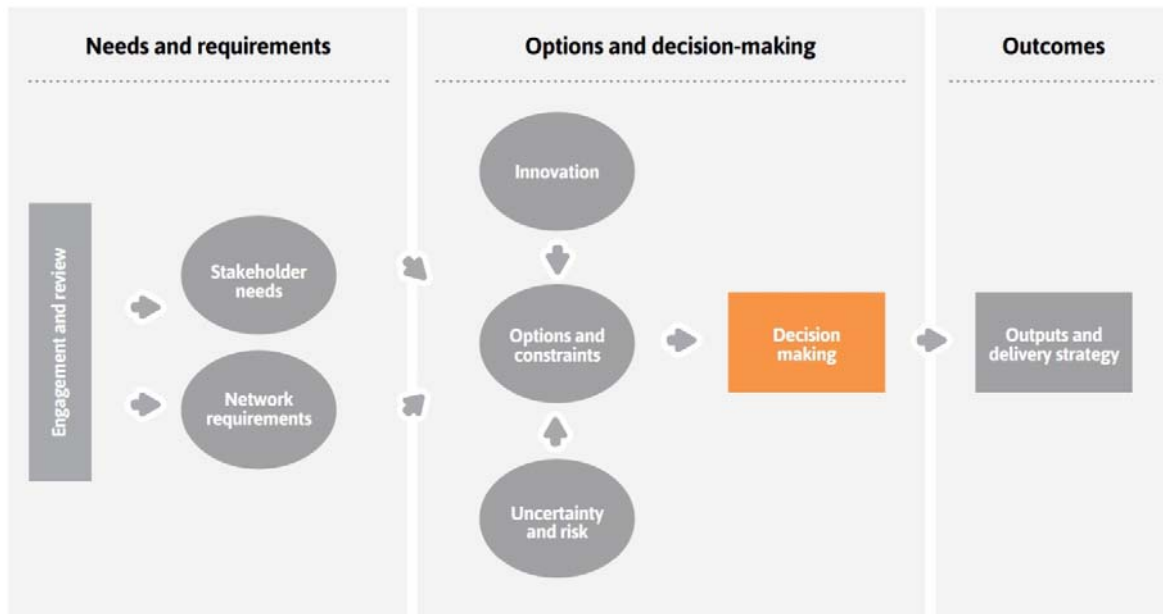 Needs and requirements
Options and decision-making
Outcomes
Engagement and review
Stakeholder
needs
Network
requirements
Innovation
Options and
constraints
Uncertainty
and risk
Decision
making
Outputs and
delivery strategy